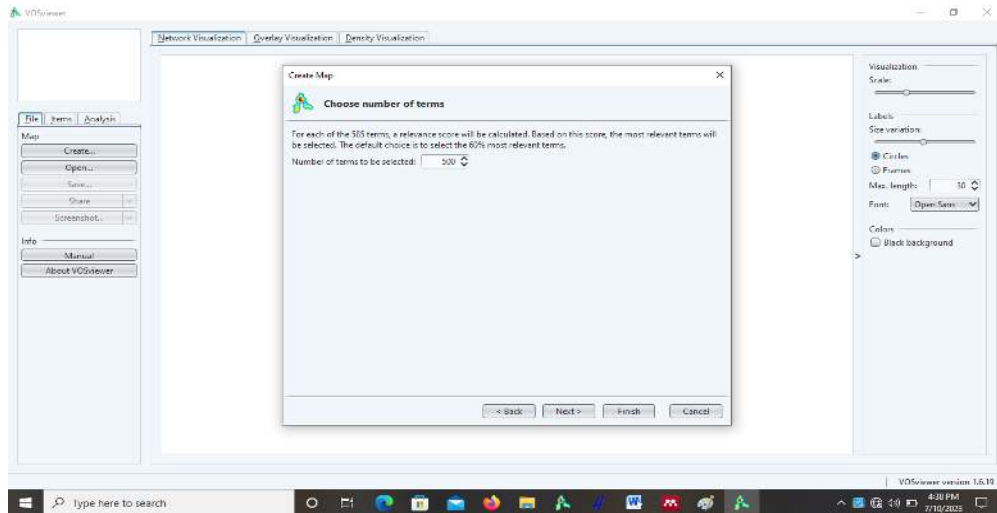 VOSviewer
Network Visualization Overlay Visualization Density Visualization
File Items Analysis
Map
Create...
Open...
Save...
Share
Screenshot...
Info
Manual
About VOSviewer
Create Map
Choose number of terms
For each of the 585 terms, a relevance score will be calculated. Based on this score, the most relevant terms will
be selected. The default choice is to select the 60% most relevant terms.
Number of terms to be selected: 500
< Back Next > Finish Cancel
Visualization
Scale:
Labels
Size variation:
Circles
Frames
Max. length: 30
Font: Open Sans
Colors
Black background
>
VOSviewer version 1.6.19
Type here to search
4:38 PM
7/10/2023